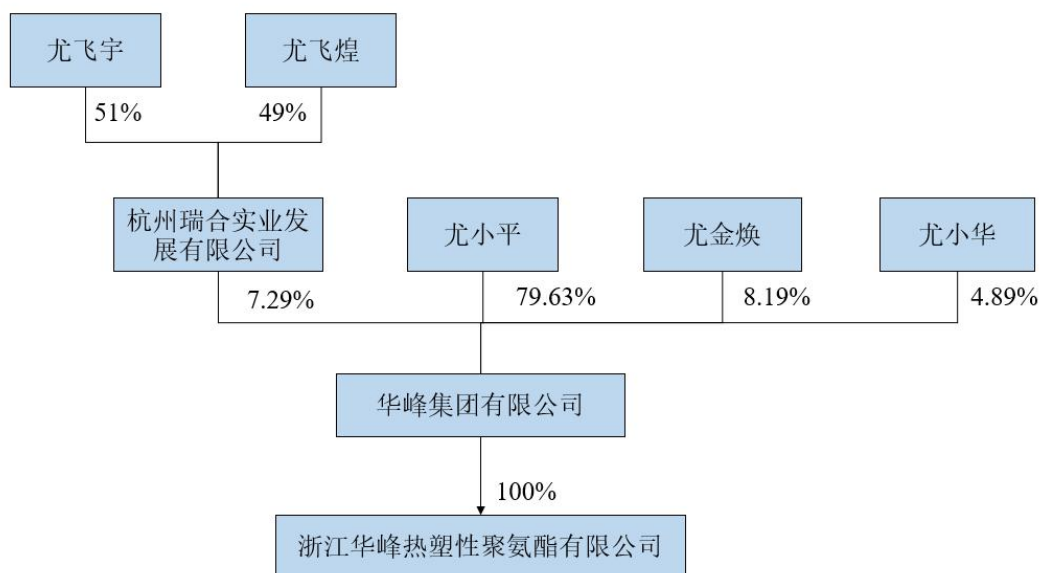 尤飞宇
尤飞煌
51%
49%
杭州瑞合实业发
展有限公司
尤小平
尤金焕
尤小华
7.29%
79.63%
8.19%
4.89%
华峰集团有限公司
100%
浙江华峰热塑性聚氨酯有限公司